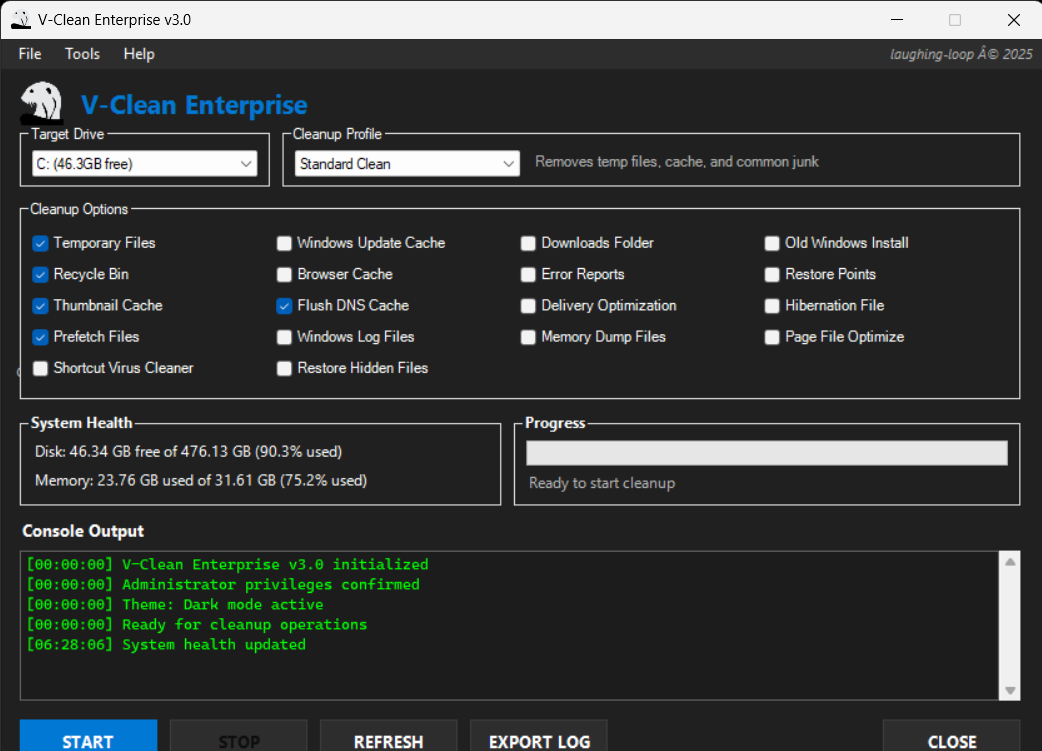 V-Clean Enterprise v3.0
File Tools Help laughing-loop Â© 2025
V-Clean Enterprise
Target Drive Cleanup Profile
C: (46.3GB free) Standard Clean Removes temp files, cache, and common junk
Cleanup Options
Temporary Files Windows Update Cache Downloads Folder Old Windows Install
Recycle Bin Browser Cache Error Reports Restore Points
Thumbnail Cache Flush DNS Cache Delivery Optimization Hibernation File
Prefetch Files Windows Log Files Memory Dump Files Page File Optimize
Shortcut Virus Cleaner Restore Hidden Files
System Health Progress
Disk: 46.34 GB free of 476.13 GB (90.3% used)
Memory: 23.76 GB used of 31.61 GB (75.2% used) Ready to start cleanup
Console Output
[00:00:00] V-Clean Enterprise v3.0 initialized
[00:00:00] Administrator privileges confirmed
[00:00:00] Theme: Dark mode active
[00:00:00] Ready for cleanup operations
[06:28:06] System health updated
START STOP REFRESH EXPORT LOG CLOSE